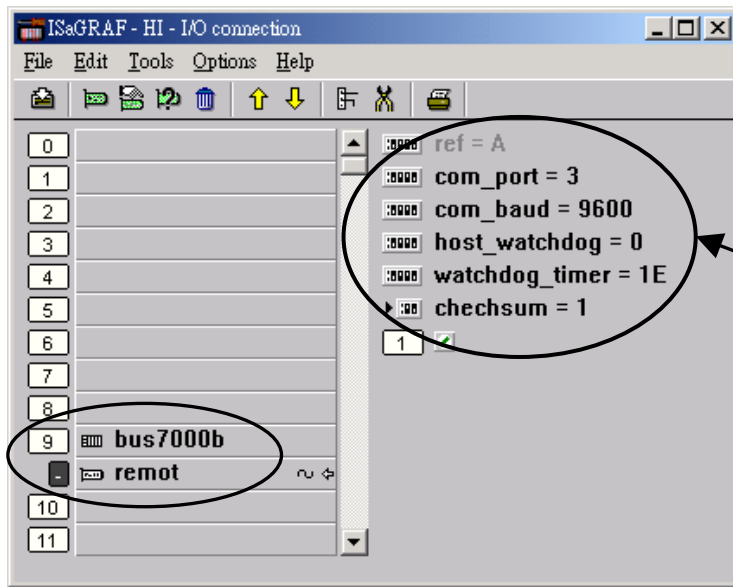 ISaGRAF - HI - I/O connection
File Edit Tools Options Help
0
1
2
3
4
5
6
7
8
9 bus7000b
- remot
10
11
ref = A
com_port = 3
com_baud = 9600
host_watchdog = 0
watchdog_timer = 1E
chechsum = 1
1